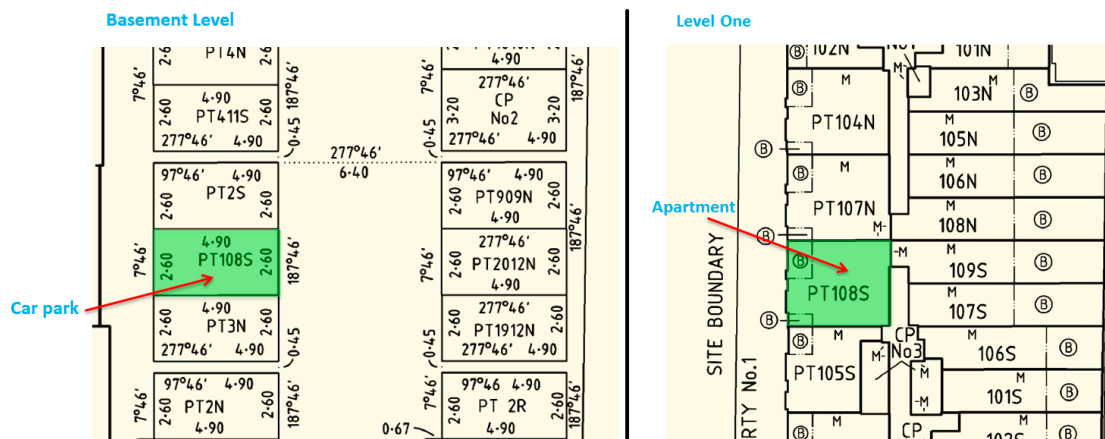 Basement Level
PT4N
2·60
2·60
7°46'
187°46'
4·90
PT411S
2·60
2·60
277°46' 4·90
0·45
97°46' 4·90
PT2S
2·60
2·60
7°46'
4·90
PT108S
2·60
2·60
187°46'
Car park
4·90
PT3N
2·60
2·60
277°46' 4·90
0·45
97°46' 4·90
PT2N
4·90
7°46'
2·60
2·60
187°46'
277°46'
6·40
4·90
7°46'
187°46'
277°46'
CP
No2
3·20
3·20
277°46' 4·90
0·45
97°46' 4·90
PT909N
4·90
2·60
2·60
187°46'
277°46'
PT2012N
4·90
7°46'
2·60
2·60
277°46'
PT1912N
277°46' 4·90
2·60
2·60
0·45
97°46 4·90
PT 2R
4·90
7°46'
2·60
2·60
187°46'
0·67
Level One
B
102N
No1
101N
M
M
B
M
103N
B
PT104N
M
105N
B
B
B
M
M
106N
B
PT107N
M
108N
B
B
Apartment
B
M
M
109S
B
PT108S
M
107S
B
B
SITE BOUNDARY
RTY No.1
B
PT105S
CP
No3
M
M
M
M
106S
B
M
101S
B
B
CP
102S
B